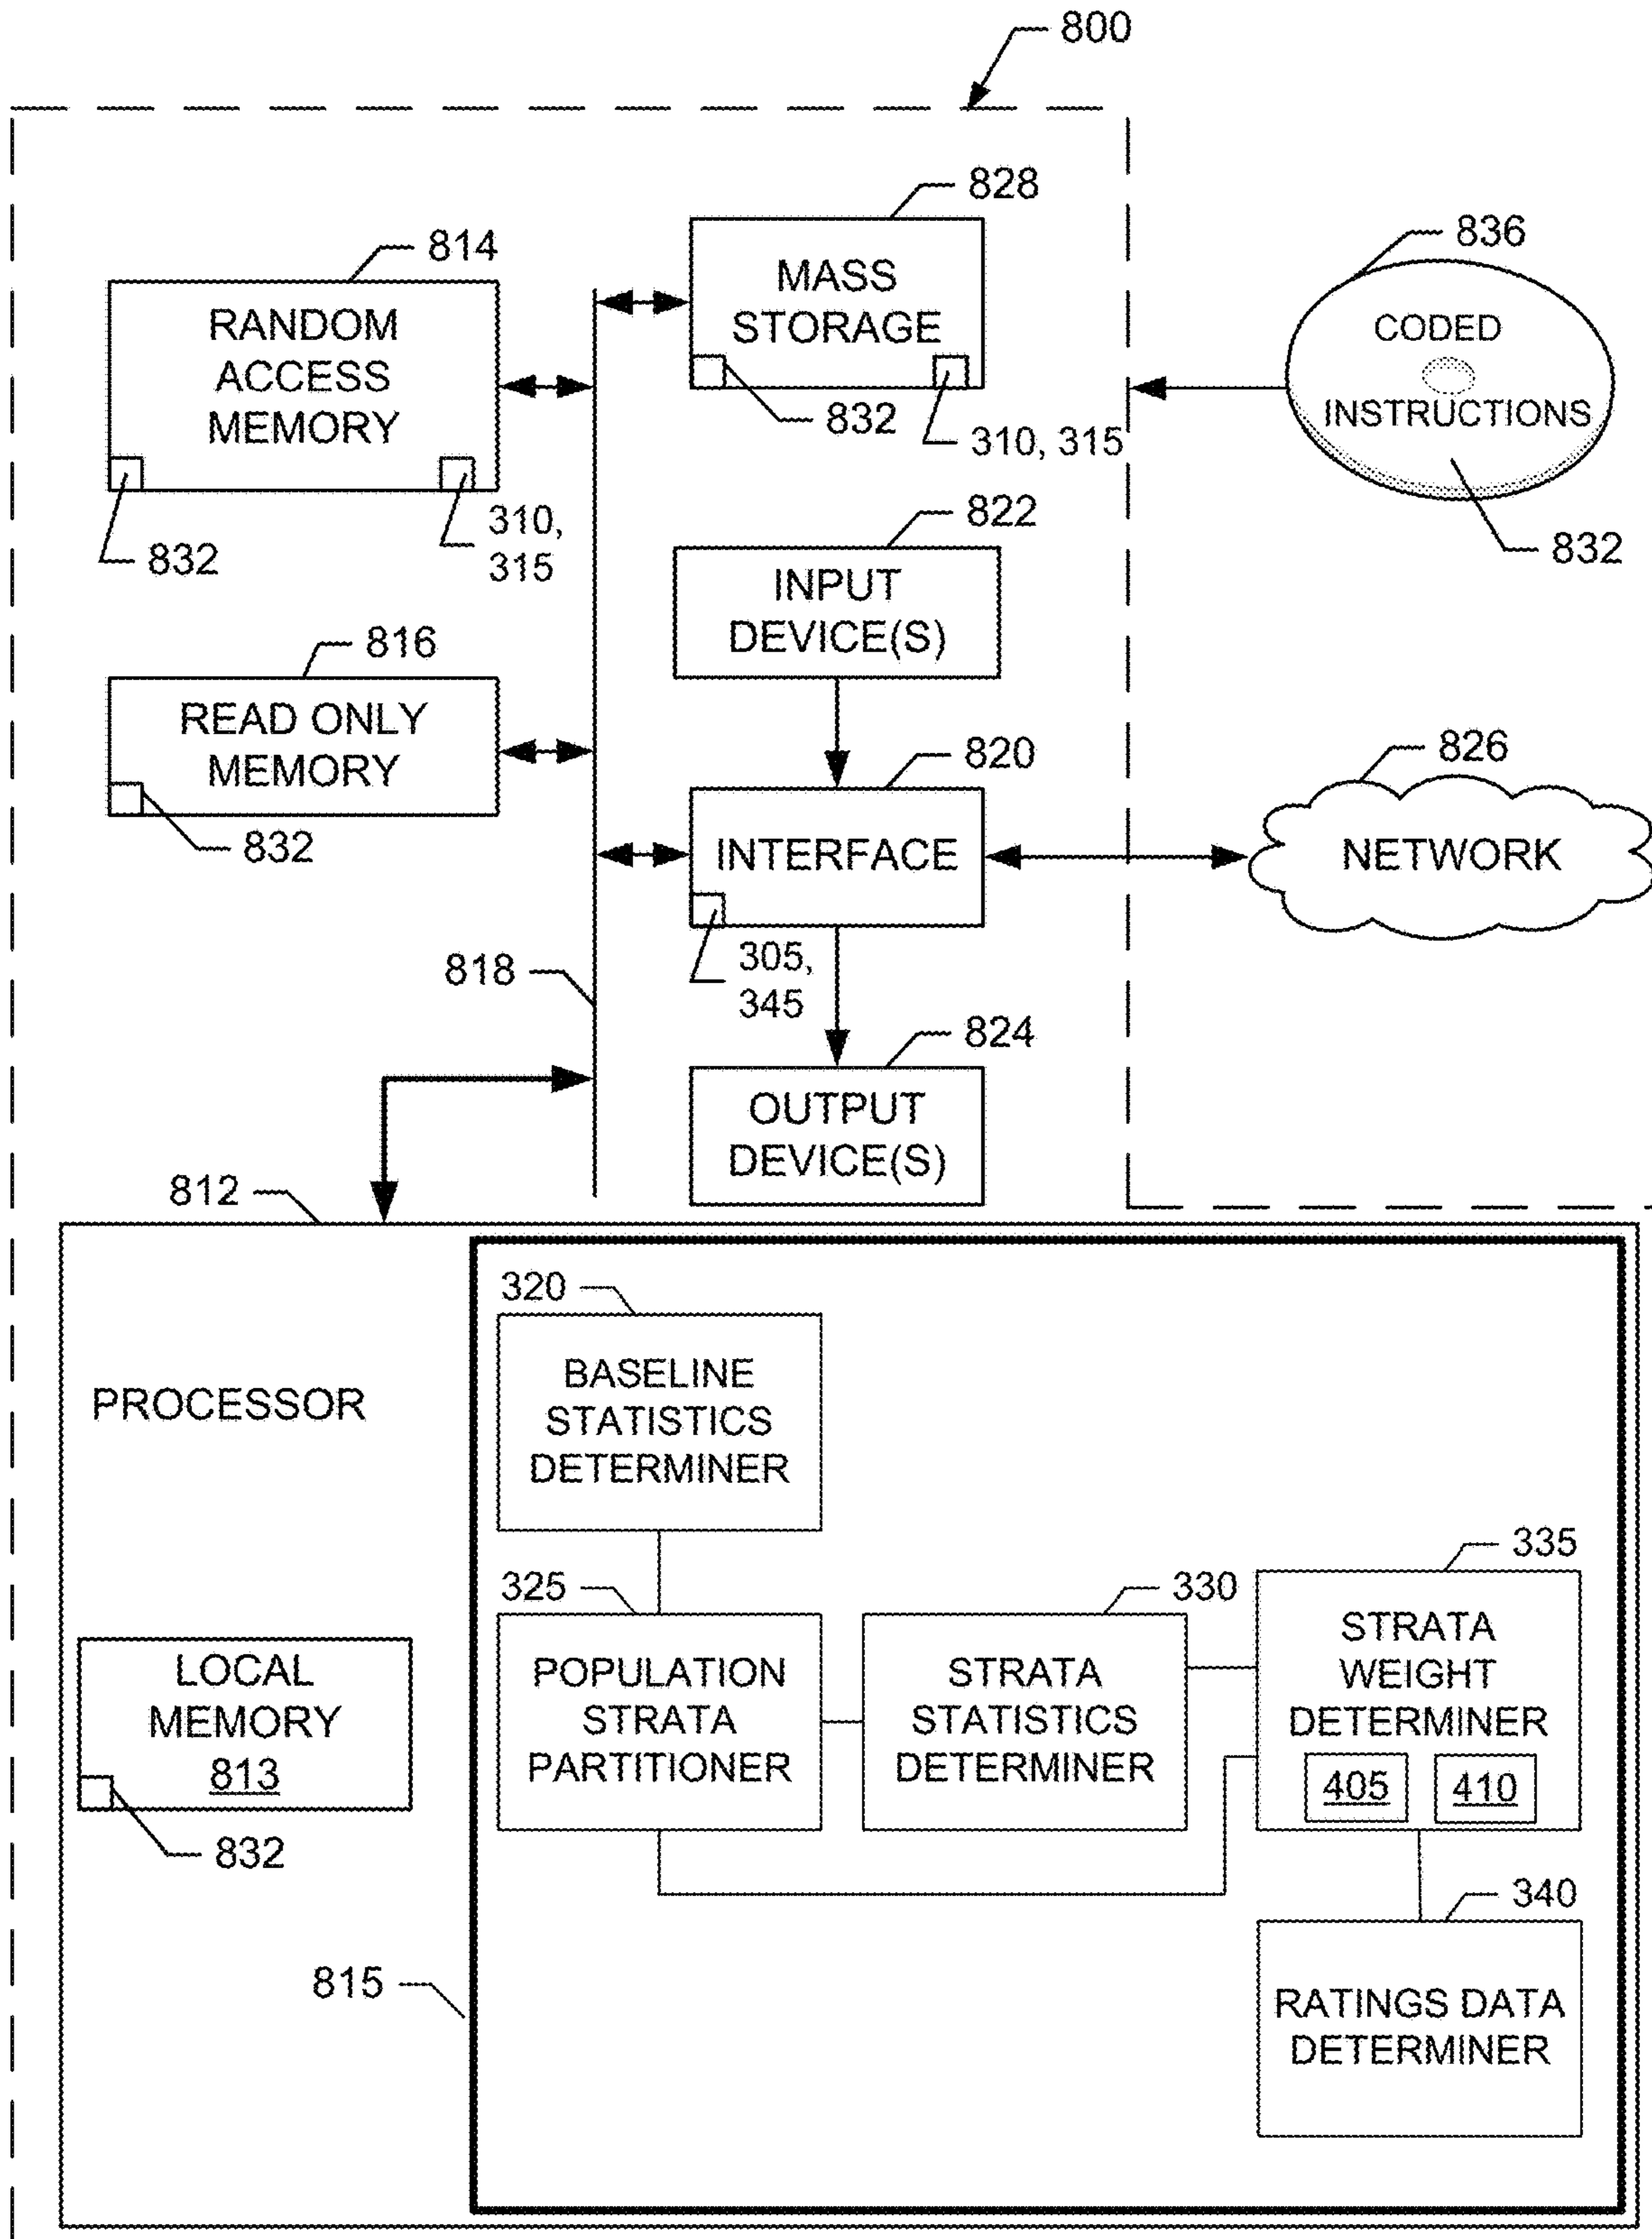 800
828
MASS
STORAGE
832
310, 315
814
RANDOM
ACCESS
MEMORY
832
310,
315
836
CODED
INSTRUCTIONS
832
822
INPUT
DEVICE(S)
816
READ ONLY
MEMORY
832
820
INTERFACE
305,
345
826
NETWORK
818
824
OUTPUT
DEVICE(S)
812
PROCESSOR
LOCAL
MEMORY
813
832
815
320
BASELINE
STATISTICS
DETERMINER
325
POPULATION
STRATA
PARTITIONER
330
STRATA
STATISTICS
DETERMINER
335
STRATA
WEIGHT
DETERMINER
405
410
340
RATINGS DATA
DETERMINER